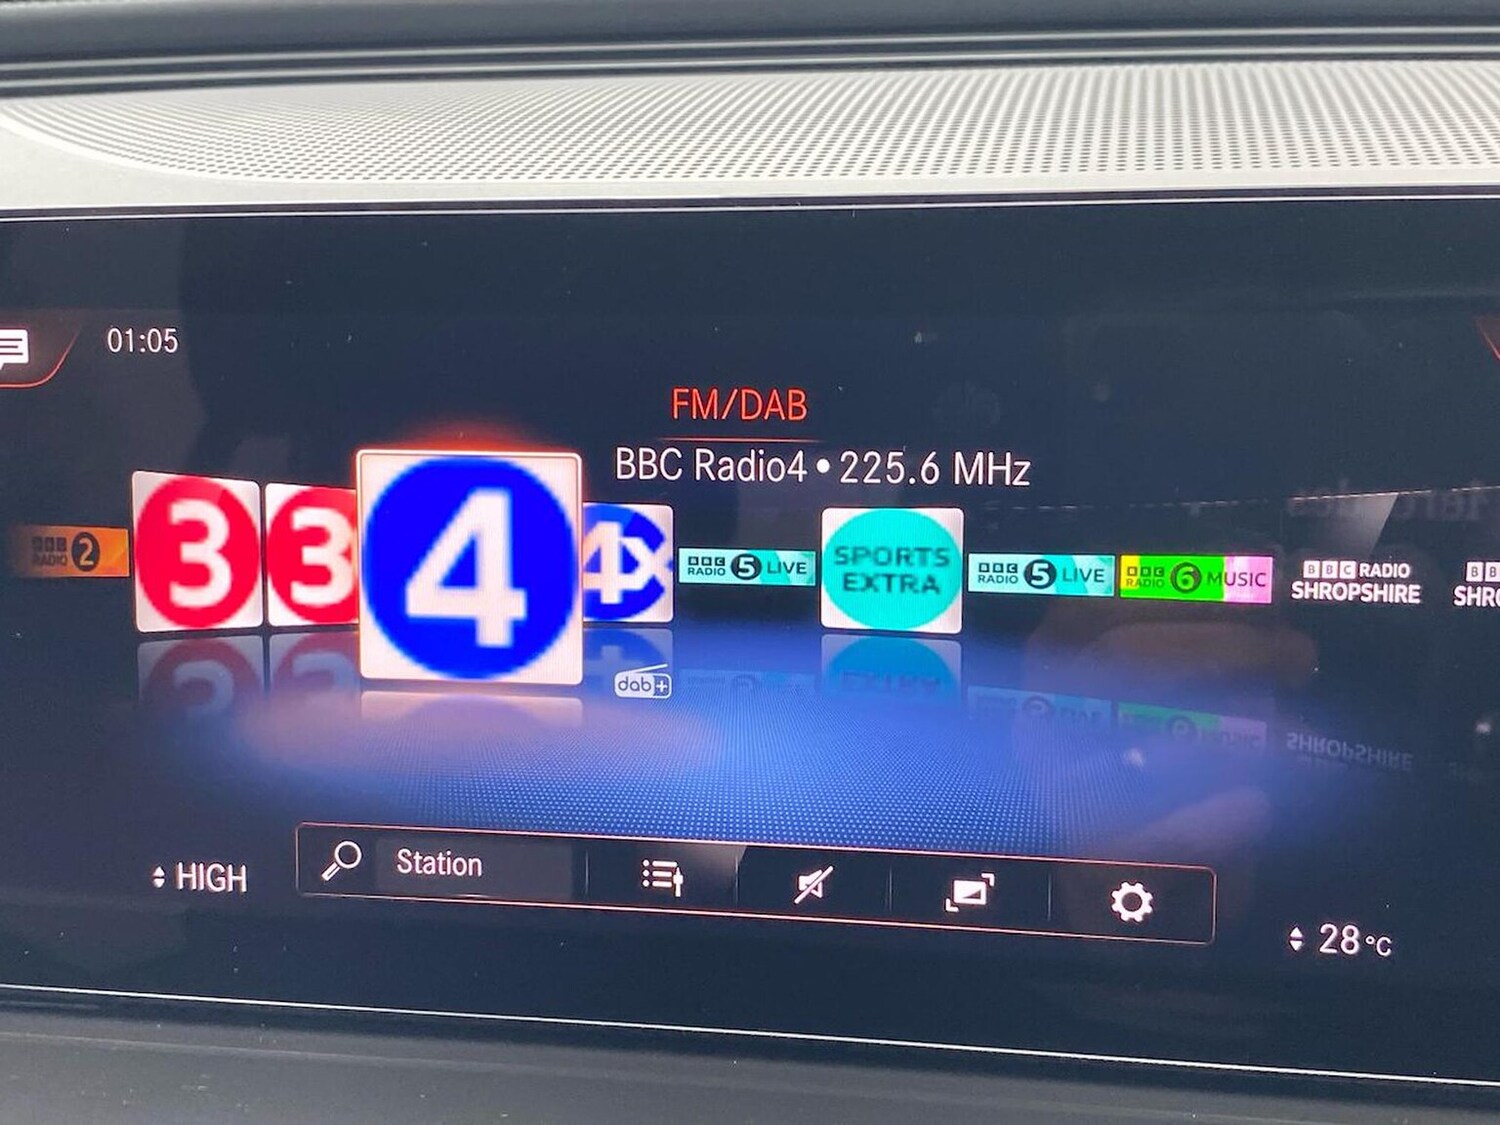 01:05
FM/DAB
BBC Radio4 • 225.6 MHz
BBC RADIO 2
3
3
4
4X
BBC RADIO 5 LIVE
SPORTS EXTRA
BBC RADIO 5 LIVE
BBC RADIO 6 MUSIC
BBC RADIO SHROPSHIRE
dab+
HIGH
Station
28°C